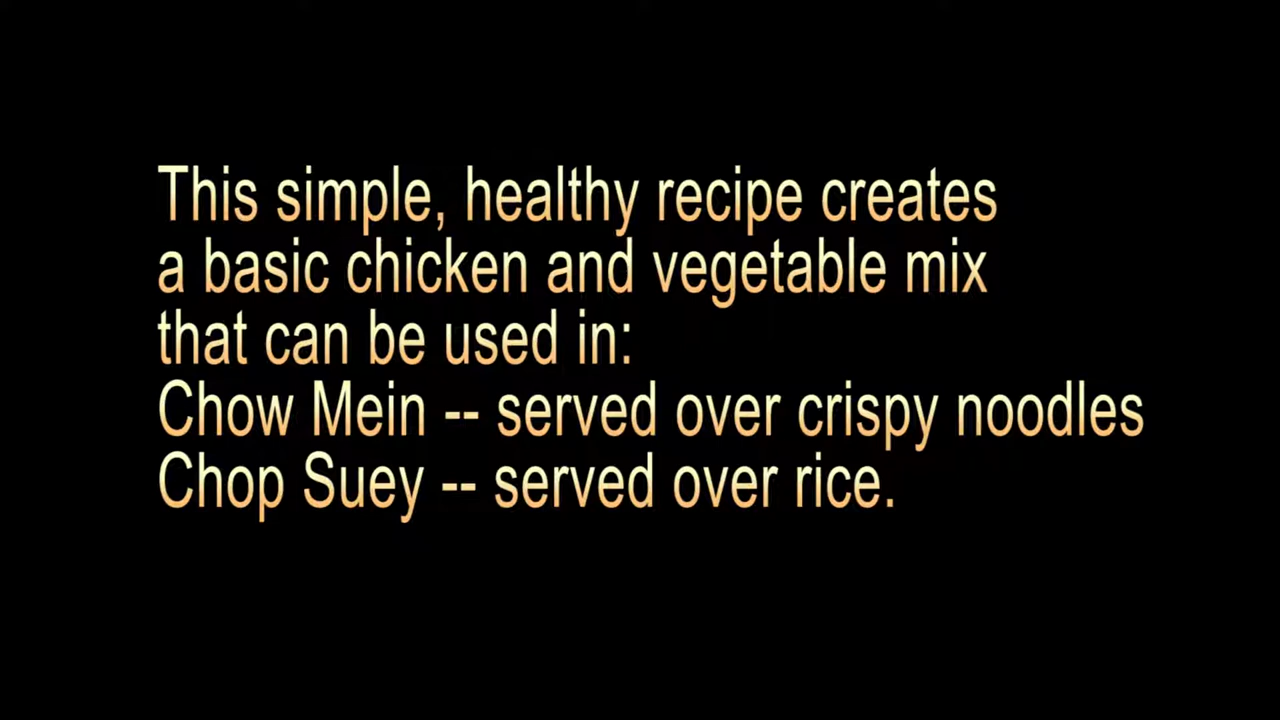 This simple, healthy recipe creates
a basic chicken and vegetable mix
that can be used in:
Chow Mein -- served over crispy noodles
Chop Suey -- served over rice.